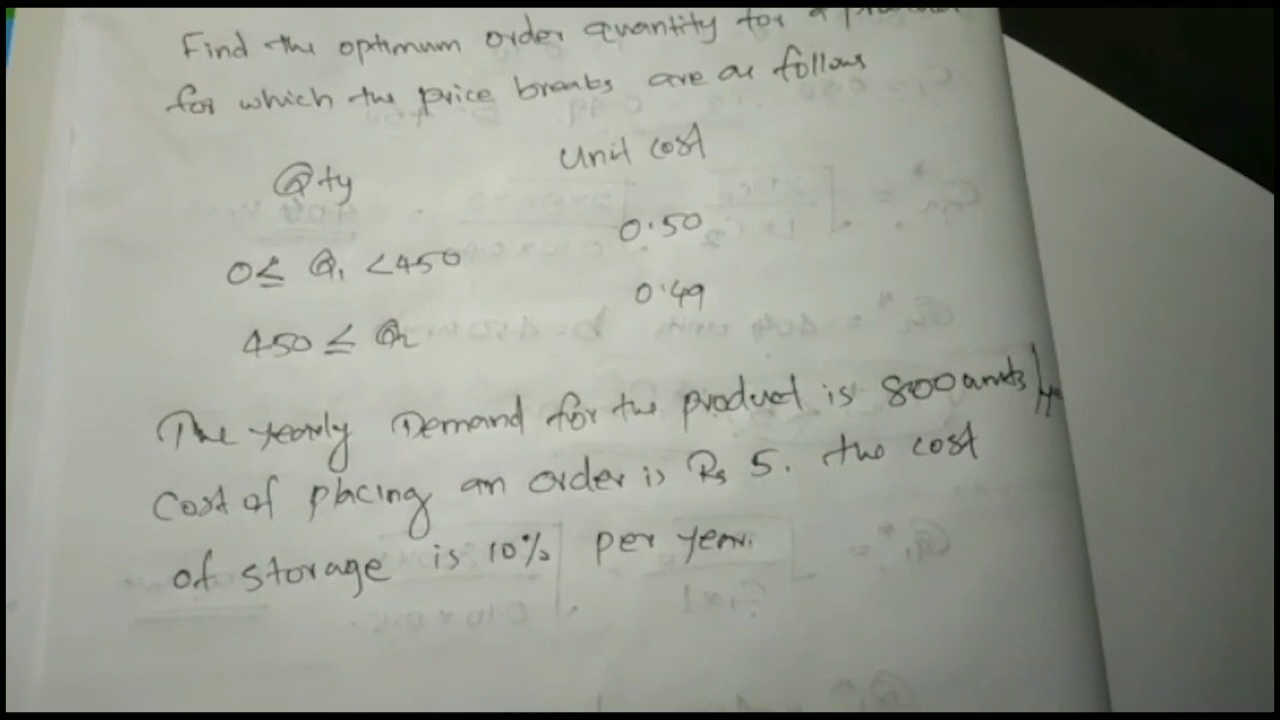 Find the optimum order quantity for a
for which the price breaks are as follows
Qty Unit cost
0≤ Q₁ <450 0.50
450 ≤ Q₂ 0.49
The yearly Demand for the product is 800 units/
Cost of placing an order is Rs 5. the cost
of storage is 10% per year.